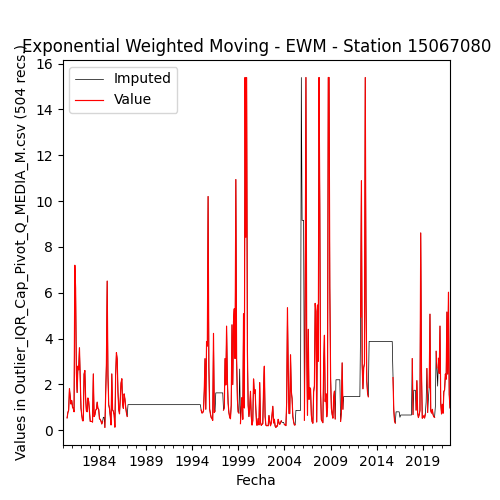 Exponential Weighted Moving - EWM - Station 15067080
Imputed
Value
Values in Outlier_IQR_Cap_Pivot_Q_MEDIA_M.csv (504 recs.)
16
14
12
10
8
6
4
2
0
1984 1989 1994 1999 2004 2009 2014 2019
Fecha